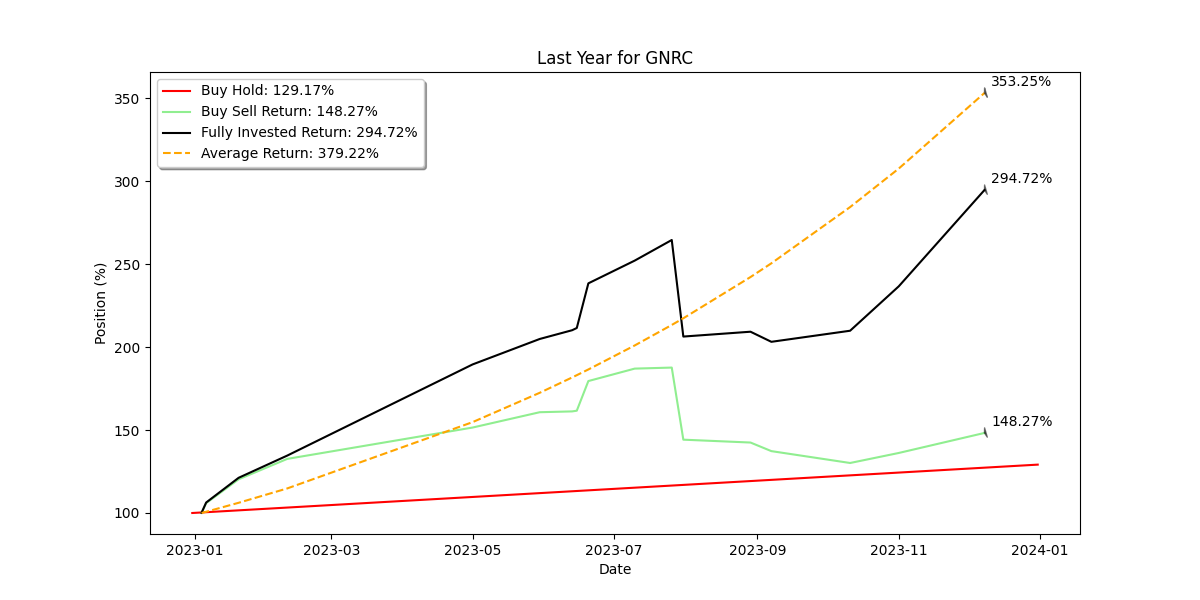 Last Year for GNRC
Buy Hold: 129.17%
Buy Sell Return: 148.27%
Fully Invested Return: 294.72%
Average Return: 379.22%
353.25%
294.72%
148.27%
Position (%)
350
300
250
200
150
100
2023-01
2023-03
2023-05
2023-07
2023-09
2023-11
2024-01
Date